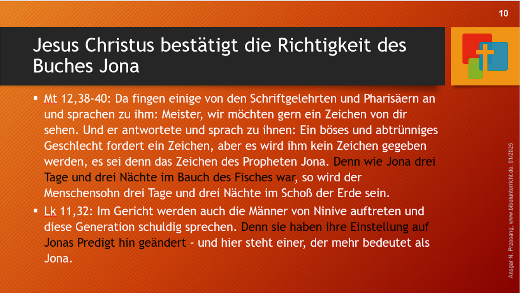 10
Jesus Christus bestätigt die Richtigkeit des
Buches Jona
▪ Mt 12,38-40: Da fingen einige von den Schriftgelehrten und Pharisäern an
und sprachen zu ihm: Meister, wir möchten gern ein Zeichen von dir
sehen. Und er antwortete und sprach zu ihnen: Ein böses und abtrünniges
Geschlecht fordert ein Zeichen, aber es wird ihm kein Zeichen gegeben
werden, es sei denn das Zeichen des Propheten Jona. Denn wie Jona drei
Tage und drei Nächte im Bauch des Fisches war, so wird der
Menschensohn drei Tage und drei Nächte im Schoß der Erde sein.
▪ Lk 11,32: Im Gericht werden auch die Männer von Ninive auftreten und
diese Generation schuldig sprechen. Denn sie haben ihre Einstellung auf
Jonas Predigt hin geändert - und hier steht einer, der mehr bedeutet als
Jona.
www.bibelunterricht.de 01/2025